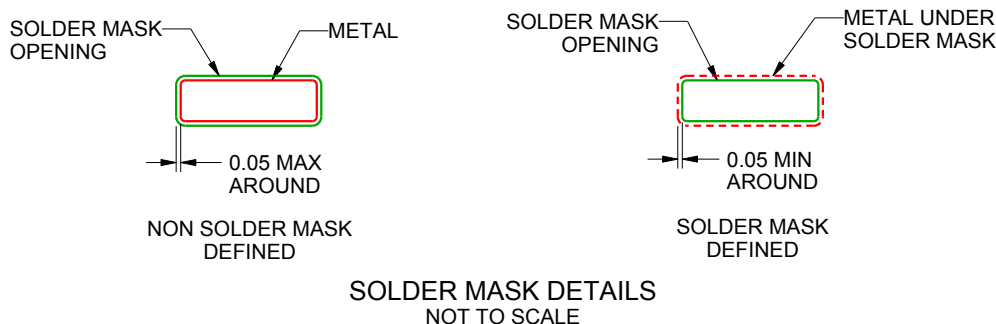 SOLDER MASK
OPENING
METAL
0.05 MAX
AROUND
NON SOLDER MASK
DEFINED
SOLDER MASK
OPENING
METAL UNDER
SOLDER MASK
0.05 MIN
AROUND
SOLDER MASK
DEFINED
SOLDER MASK DETAILS
NOT TO SCALE